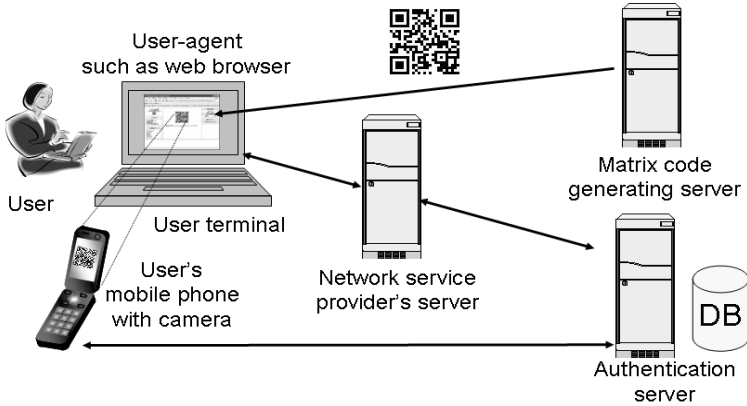 User-agent
such as web browser
User
User terminal
User's
mobile phone
with camera
Network service
provider's server
Matrix code
generating server
DB
Authentication
server